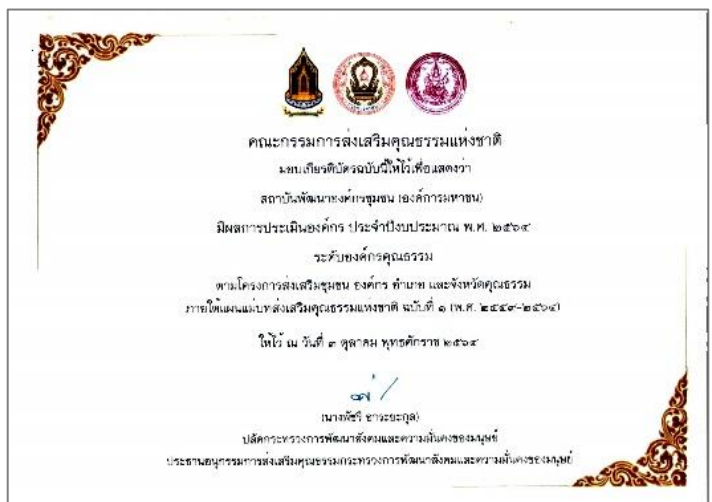 คณะกรรมการส่งเสริมคุณธรรมแห่งชาติ
มอบเกียรติบัตรฉบับนี้ให้ไว้เพื่อแสดงว่า
สถาบันพัฒนาองค์กรชุมชน (องค์การมหาชน)
มีผลการประเมินองค์กร ประจำปีงบประมาณ พ.ศ. ๒๕๖๔
ระดับองค์กรคุณธรรม
ตามโครงการส่งเสริมชุมชน องค์กร อำเภอ และจังหวัดคุณธรรม
ภายใต้แผนแม่บทส่งเสริมคุณธรรมแห่งชาติ ฉบับที่ ๑ (พ.ศ. ๒๕๕๙-๒๕๖๔)
ให้ไว้ ณ วันที่ ๓ ตุลาคม พุทธศักราช ๒๕๖๔
(นางพัชรี อาระยะกุล)
ปลัดกระทรวงการพัฒนาสังคมและความมั่นคงของมนุษย์
ประธานอนุกรรมการส่งเสริมคุณธรรมกระทรวงการพัฒนาสังคมและความมั่นคงของมนุษย์